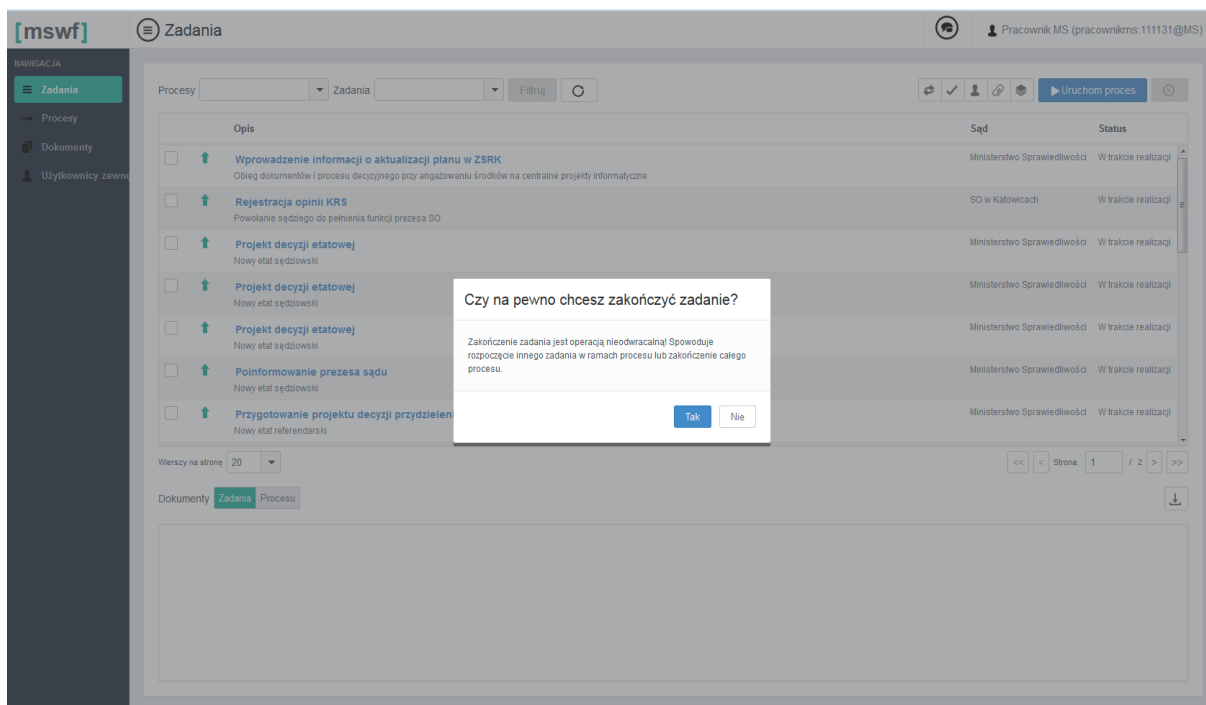 [mswf]
Zadania
Pracownik MS (pracownikms:111131@MS)
NAWIGACJA
Zadania
Procesy
Dokumenty
Użytkownicy zewnę
Procesy
Zadania
Filtruj
Uruchom proces
Opis
Sąd
Status
Wprowadzenie informacji o aktualizacji planu w ZSRK
Ministerstwo Sprawiedliwości
W trakcie realizacji
Obieg dokumentów i procesu decyzyjnego przy angażowaniu środków na centralne projekty informatyczne
Rejestracja opinii KRS
SO w Katowicach
W trakcie realizacji
Powołanie sędziego do pełnienia funkcji prezesa SO
Projekt decyzji etatowej
Ministerstwo Sprawiedliwości
W trakcie realizacji
Nowy etat sędziowski
Projekt decyzji etatowej
Ministerstwo Sprawiedliwości
W trakcie realizacji
Nowy etat sędziowski
Projekt decyzji etatowej
Ministerstwo Sprawiedliwości
W trakcie realizacji
Nowy etat sędziowski
Poinformowanie prezesa sądu
Ministerstwo Sprawiedliwości
W trakcie realizacji
Nowy etat sędziowski
Przygotowanie projektu decyzji przydzielen
Ministerstwo Sprawiedliwości
W trakcie realizacji
Nowy etat referendarski
Czy na pewno chcesz zakończyć zadanie?
Zakończenie zadania jest operacją nieodwracalną! Spowoduje
rozpoczęcie innego zadania w ramach procesu lub zakończenie całego
procesu.
Tak
Nie
Wierszy na stronę 20
<< < Strona: 1 / 2 > >>
Dokumenty Zadania Procesu